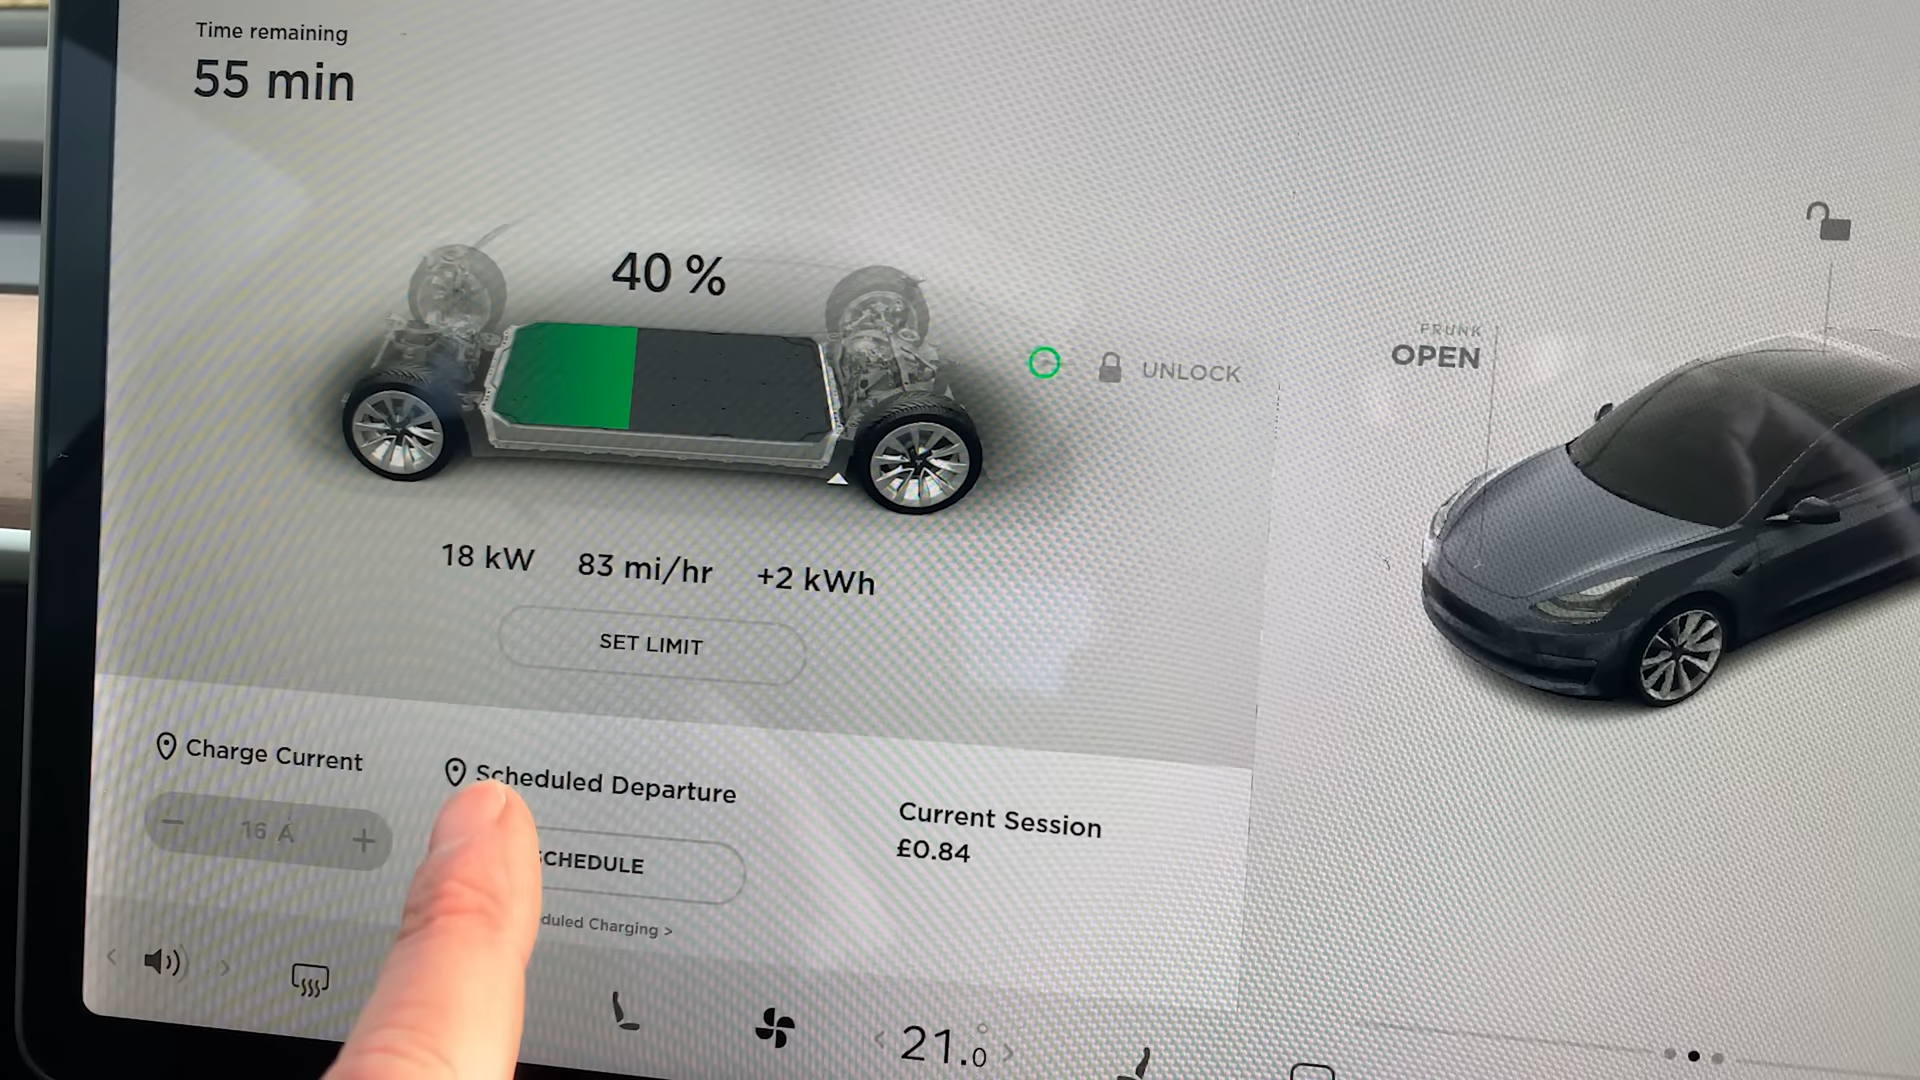 Time remaining
55 min
40 %
UNLOCK
FRUNK
OPEN
18 kW 83 mi/hr +2 kWh
SET LIMIT
Charge Current
Scheduled Departure
− 16 A +
Current Session
£0.84
CHEDULE
duled Charging >
21.0